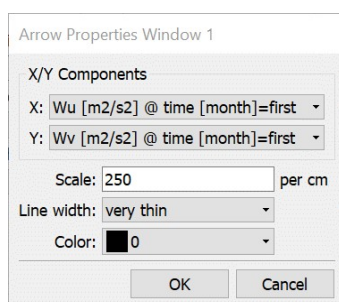 Arrow Properties Window 1
X/Y Components
X: Wu [m2/s2] @ time [month]=first
Y: Wv [m2/s2] @ time [month]=first
Scale: 250 per cm
Line width: very thin
Color: 0
OK Cancel